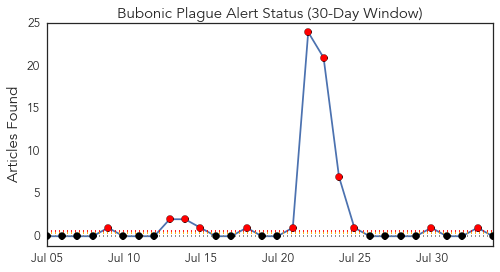 Bubonic Plague Alert Status (30-Day Window)
Articles Found
25
20
15
10
5
0
Jul 05 Jul 10 Jul 15 Jul 20 Jul 25 Jul 30